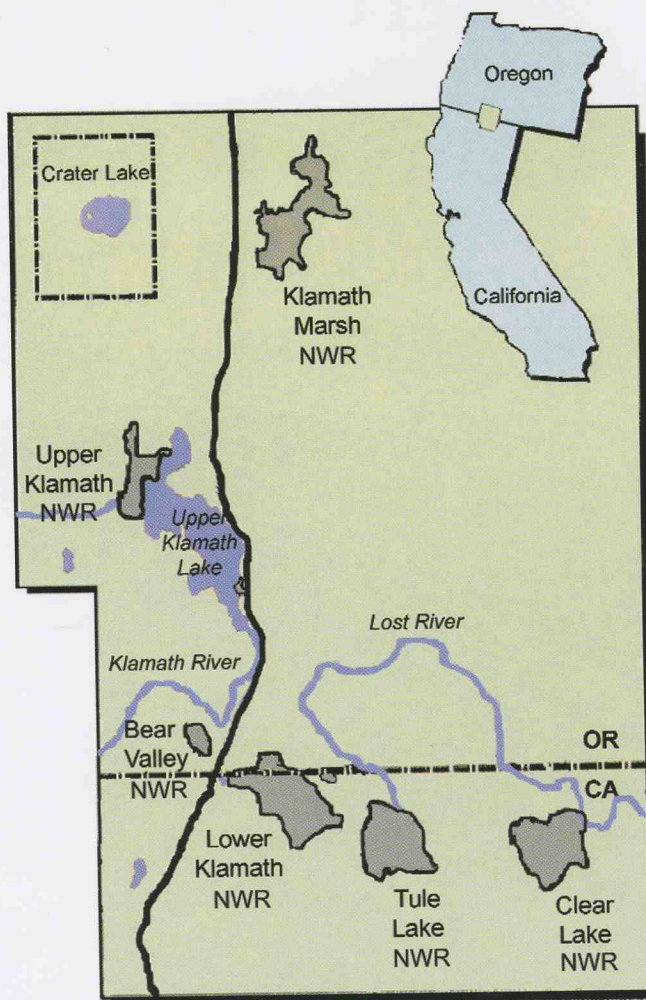 Oregon
California
Crater Lake
Klamath
Marsh
NWR
Upper
Klamath
NWR
Upper
Klamath
Lake
Lost River
Klamath River
Bear
Valley
NWR
OR
CA
Lower
Klamath
NWR
Tule
Lake
NWR
Clear
Lake
NWR